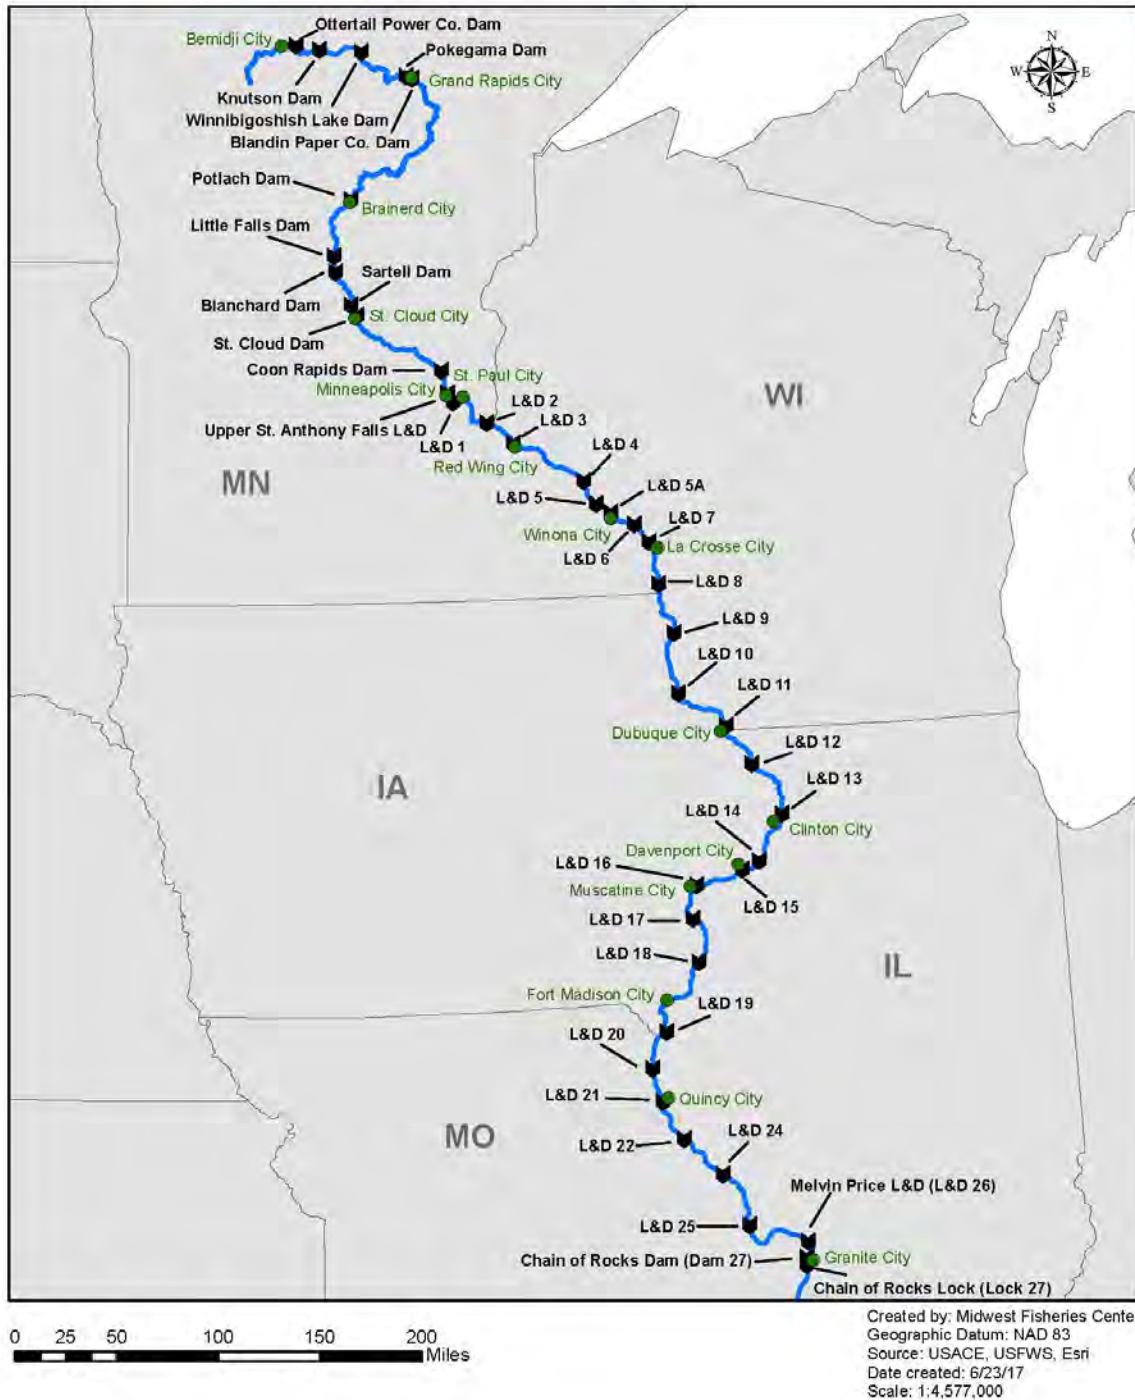 Ottertail Power Co. Dam
Bemidji City
Pokegama Dam
N
W E
S
Grand Rapids City
Knutson Dam
Winnibigoshish Lake Dam
Blandin Paper Co. Dam
Potlach Dam
Brainerd City
Little Falls Dam
Sartell Dam
Blanchard Dam
St. Cloud City
St. Cloud Dam
Coon Rapids Dam
St. Paul City
Minneapolis City
WI
L&D 2
L&D 3
Upper St. Anthony Falls L&D
L&D 1
L&D 4
Red Wing City
MN
L&D 5A
L&D 5
L&D 7
Winona City
La Crosse City
L&D 6
L&D 8
L&D 9
L&D 10
L&D 11
Dubuque City
L&D 12
L&D 13
IA
L&D 14
Clinton City
Davenport City
L&D 16
Muscatine City
L&D 15
L&D 17
L&D 18
IL
Fort Madison City
L&D 19
L&D 20
L&D 21
Quincy City
MO
L&D 24
L&D 22
Melvin Price L&D (L&D 26)
L&D 25
Chain of Rocks Dam (Dam 27)
Granite City
Chain of Rocks Lock (Lock 27)
0 25 50 100 150 200
Miles
Created by: Midwest Fisheries Cente
Geographic Datum: NAD 83
Source: USACE, USFWS, Esri
Date created: 6/23/17
Scale: 1:4,577,000